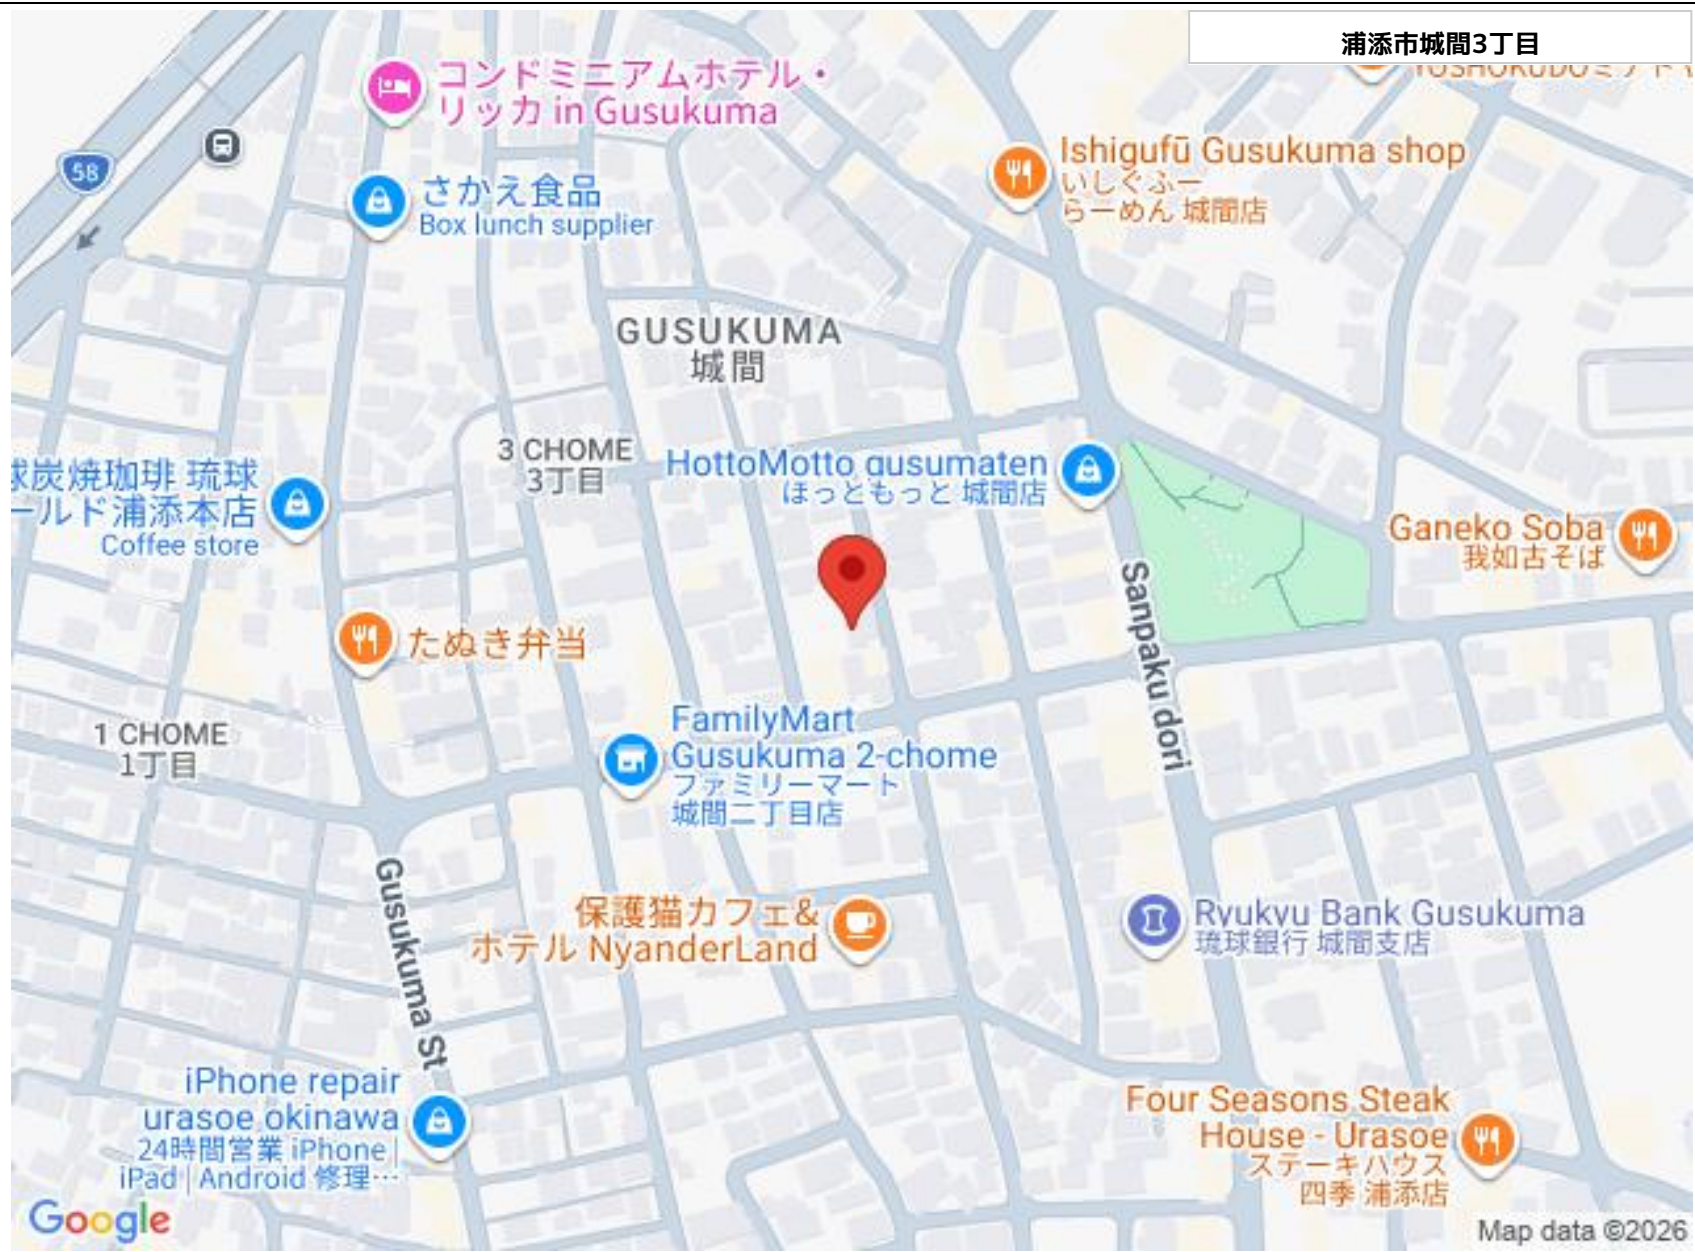 浦添市城間3丁目
コンドミニアムホテル・
リッカ in Gusukuma
58
さかえ食品
Box lunch supplier
Ishigufū Gusukuma shop
いしぐふー
らーめん 城間店
GUSUKUMA
城間
3 CHOME
3丁目
HottoMotto gusumaten
ほっともっと 城間店
球炭焼珈琲 琉球
ールド浦添本店
Coffee store
Ganeko Soba
我如古そば
Sanpaku dori
たぬき弁当
1 CHOME
1丁目
FamilyMart
Gusukuma 2-chome
ファミリーマート
城間二丁目店
Gusukuma St
保護猫カフェ&
ホテル NyanderLand
Ryukyu Bank Gusukuma
琉球銀行 城間支店
iPhone repair
urasoe okinawa
24時間営業 iPhone |
iPad | Android 修理…
Four Seasons Steak
House - Urasoe
ステーキハウス
四季 浦添店
Google
Map data ©2026